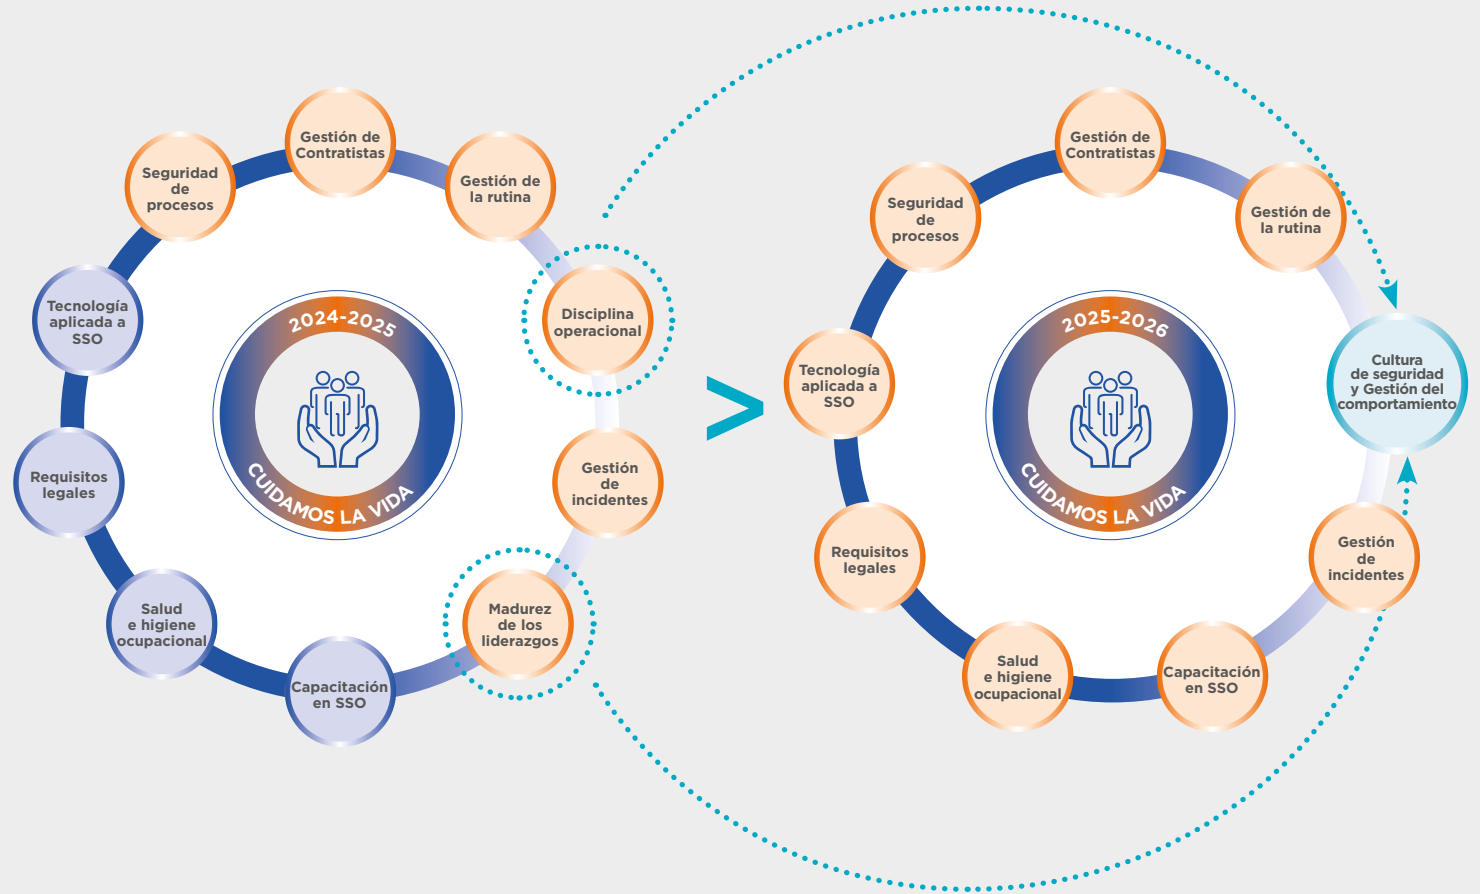 Gestión de
Contratistas
Gestión de
la rutina
Disciplina
operacional
Gestión
de
incidentes
Madurez
de los
liderazgos
Capacitación
en SSO
Salud
e higiene
ocupacional
Requisitos
legales
Tecnología
aplicada a
SSO
Seguridad
de
procesos
2024-2025
CUIDAMOS LA VIDA
>
Gestión de
Contratistas
Gestión de
la rutina
Cultura
de seguridad
y Gestión del
comportamiento
Gestión
de
incidentes
Capacitación
en SSO
Salud
e higiene
ocupacional
Requisitos
legales
Tecnología
aplicada a
SSO
Seguridad
de
procesos
2025-2026
CUIDAMOS LA VIDA